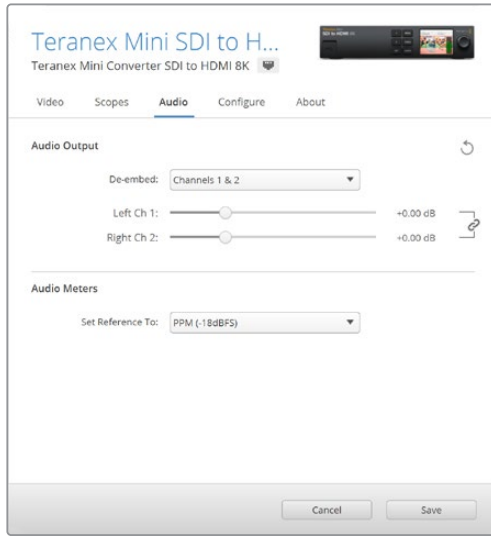 Teranex Mini SDI to H...
Teranex Mini Converter SDI to HDMI 8K
Video Scopes Audio Configure About
Audio Output
De-embed: Channels 1 & 2
Left Ch 1: +0.00 dB
Right Ch 2: +0.00 dB
Audio Meters
Set Reference To: PPM (-18dBFS)
Cancel Save